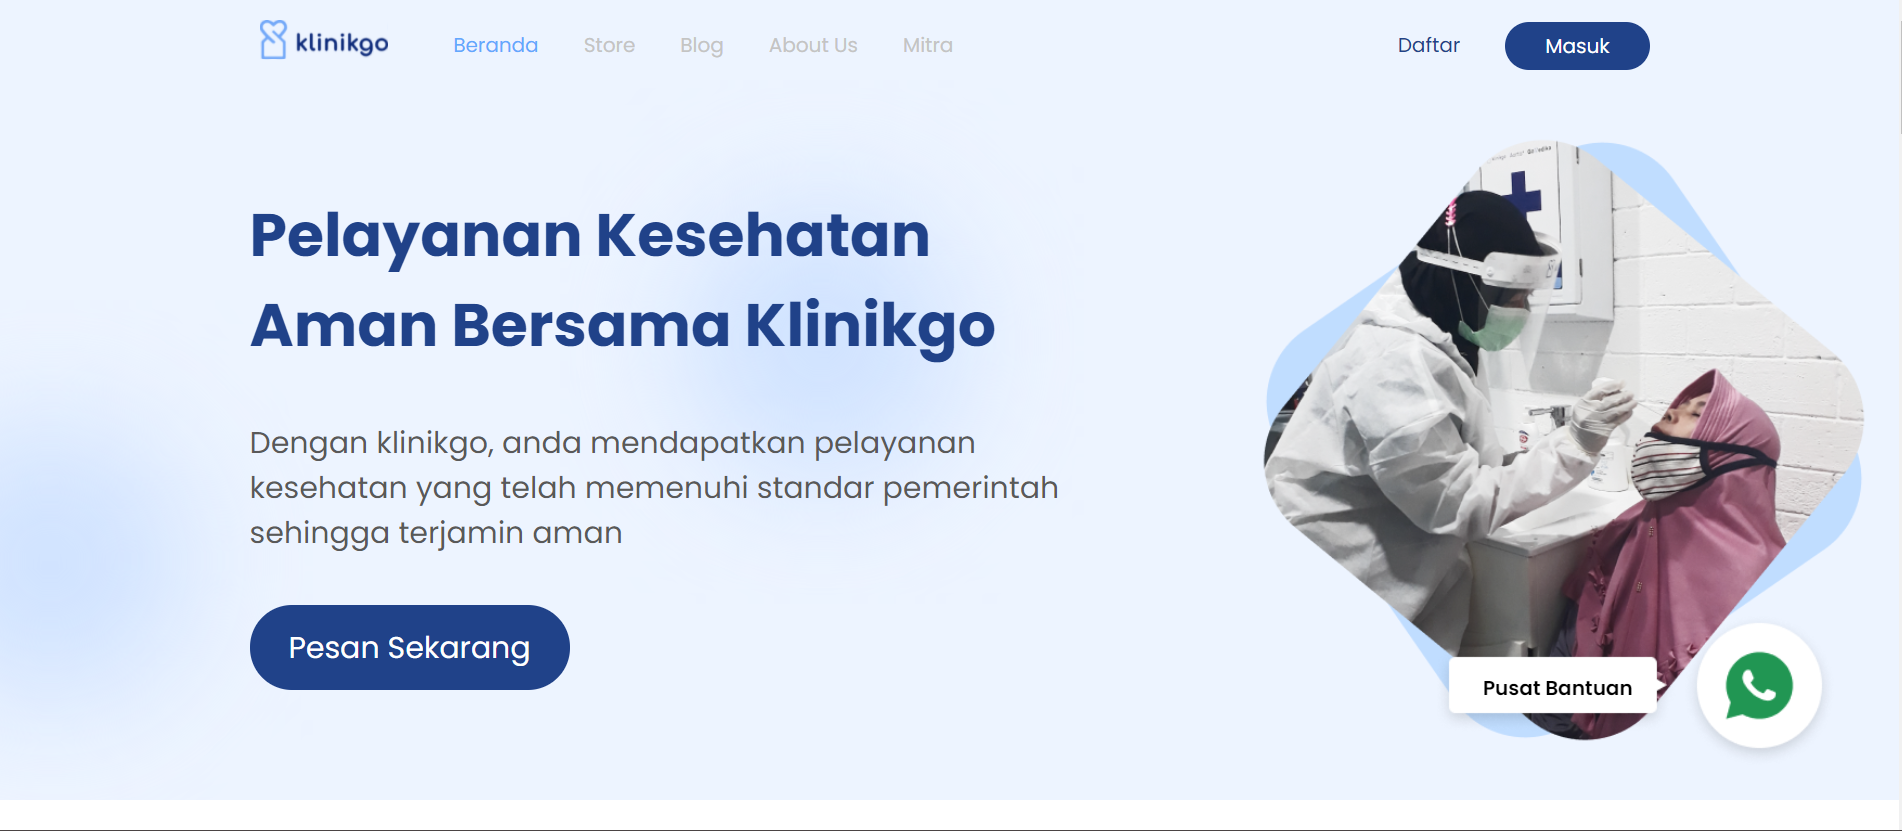 klinikgo
Beranda
Store
Blog
About Us
Mitra
Daftar
Masuk
Pelayanan Kesehatan
Aman Bersama Klinikgo
Dengan klinikgo, anda mendapatkan pelayanan
kesehatan yang telah memenuhi standar pemerintah
sehingga terjamin aman
Pesan Sekarang
Pusat Bantuan